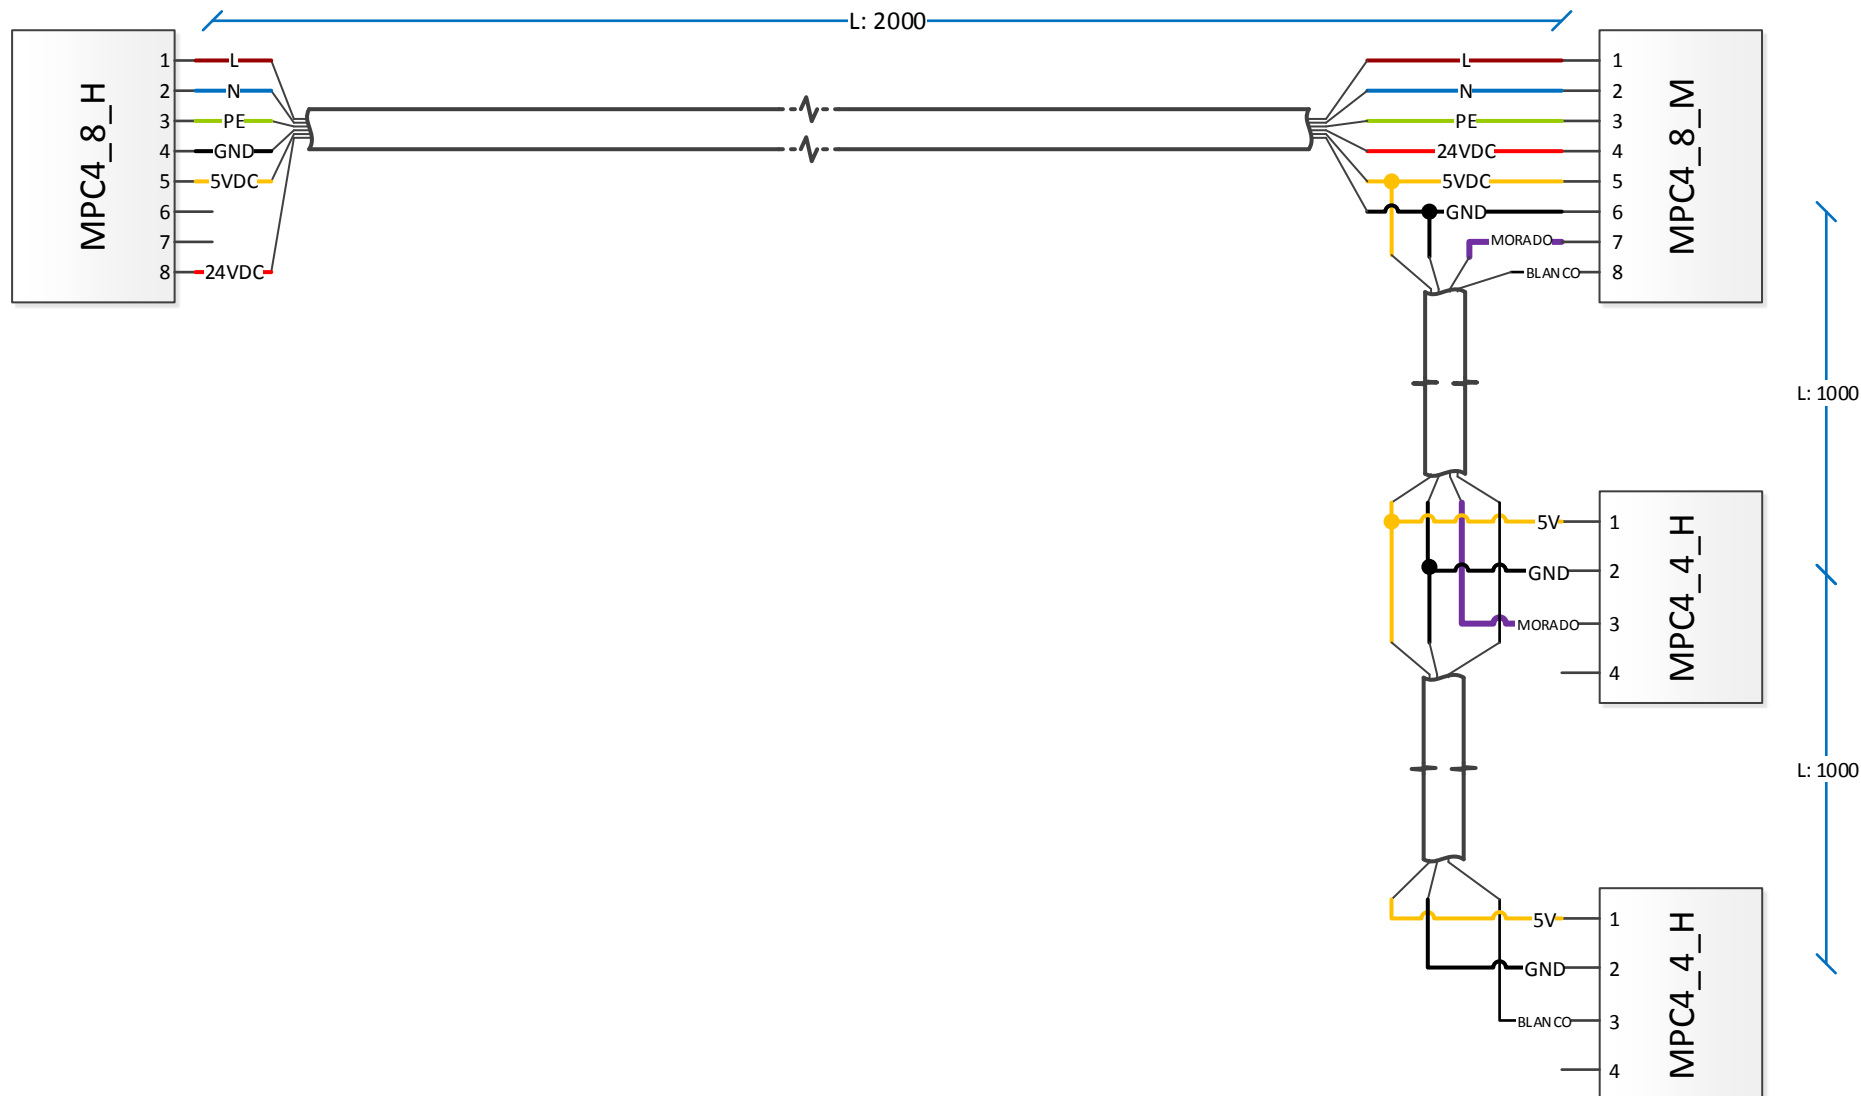 L: 2000
MPC4_8_H
1 L
2 N
3 PE
4 GND
5 5VDC
6
7
8 24VDC
MPC4_8_M
L 1
N 2
PE 3
24VDC 4
5VDC 5
GND 6
MORADO 7
BLANCO 8
L: 1000
MPC4_4_H
5V 1
GND 2
MORADO 3
4
L: 1000
MPC4_4_H
5V 1
GND 2
BLANCO 3
4